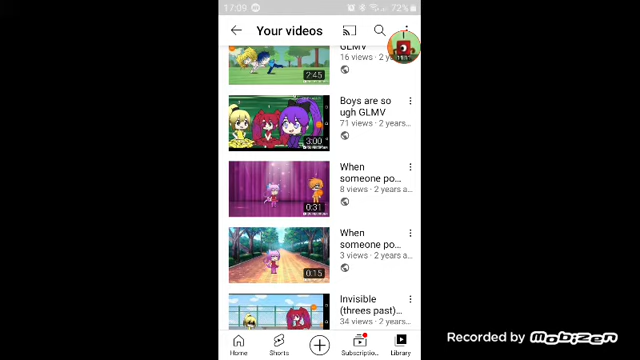 17:09
72%
Your videos
GLMV
16 views · 2 ye
2:45
Boys are so
ugh GLMV
71 views · 2 years...
3:00
When
someone po...
8 views · 2 years a...
0:31
When
someone po...
3 views · 2 years a...
0:15
Invisible
(threes past)...
34 views · 2 years...
Home
Shorts
Subscriptio...
Library
Recorded by Mobizen